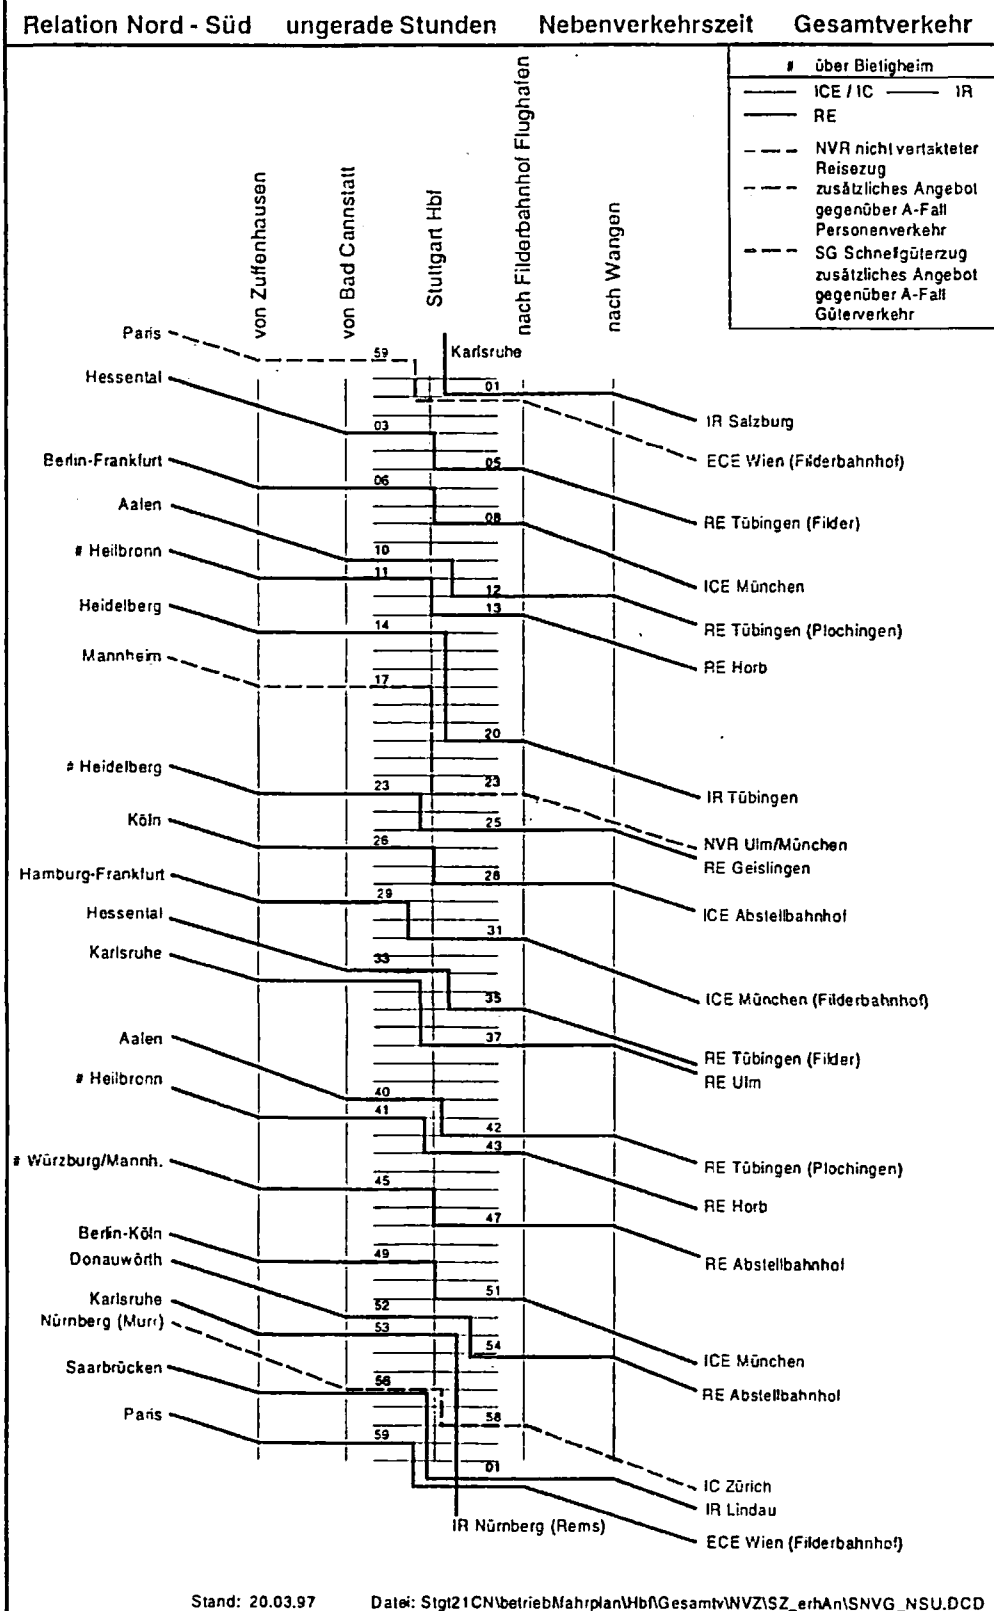 Relation Nord - Süd ungerade Stunden Nebenverkehrszeit Gesamtverkehr
# über Bietigheim
ICE / IC IR
RE
NVR nicht vertakteter
Reisezug
zusätzliches Angebot
gegenüber A-Fall
Personenverkehr
SG Schnellgüterzug
zusätzliches Angebot
gegenüber A-Fall
Güterverkehr
von Zuffenhausen
von Bad Cannstatt
Stuttgart Hbf
nach Filderbahnhof Flughafen
nach Wangen
Paris
59
Karlsruhe
Hessental
01
IR Salzburg
03
ECE Wien (Filderbahnhof)
Berlin-Frankfurt
05
06
Aalen
08
RE Tübingen (Filder)
# Heilbronn
10
11
ICE München
12
Heidelberg
13
14
RE Tübingen (Plochingen)
Mannheim
RE Horb
17
20
# Heidelberg
23
23
IR Tübingen
Köln
25
26
NVR Ulm/München
RE Geislingen
Hamburg-Frankfurt
28
29
Hessental
ICE Abstellbahnhof
31
Karlsruhe
33
35
ICE München (Filderbahnhof)
Aalen
37
RE Tübingen (Filder)
# Heilbronn
RE Ulm
40
41
42
43
# Würzburg/Mannh.
RE Tübingen (Plochingen)
45
RE Horb
47
Berlin-Köln
49
Donauwörth
RE Abstellbahnhof
51
Karlsruhe
52
Nürnberg (Murr)
53
54
Saarbrücken
ICE München
56
RE Abstellbahnhof
Paris
58
59
01
IC Zürich
IR Lindau
IR Nürnberg (Rems)
ECE Wien (Filderbahnhof)
Stand: 20.03.97 Datei: Stgt21CN\betrieb\fahrplan\Hbf\Gesamtv\NVZ\SZ_erhAn\SNVG_NSU.DCD